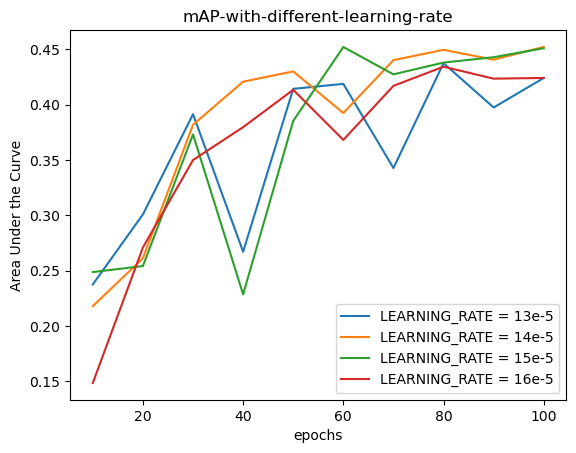 mAP-with-different-learning-rate
Area Under the Curve
0.45
0.40
0.35
0.30
0.25
0.20
0.15
20
40
60
80
100
epochs
LEARNING_RATE = 13e-5
LEARNING_RATE = 14e-5
LEARNING_RATE = 15e-5
LEARNING_RATE = 16e-5